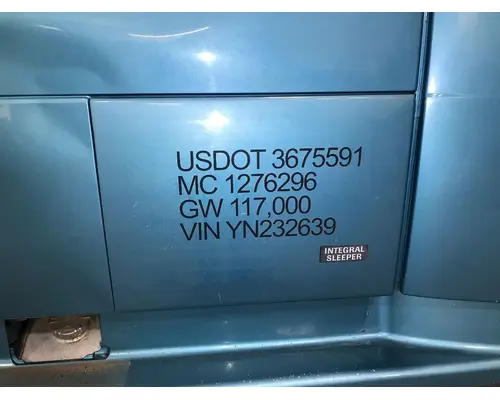 USDOT 3675591
MC 1276296
GW 117,000
VIN YN232639
INTEGRAL
SLEEPER